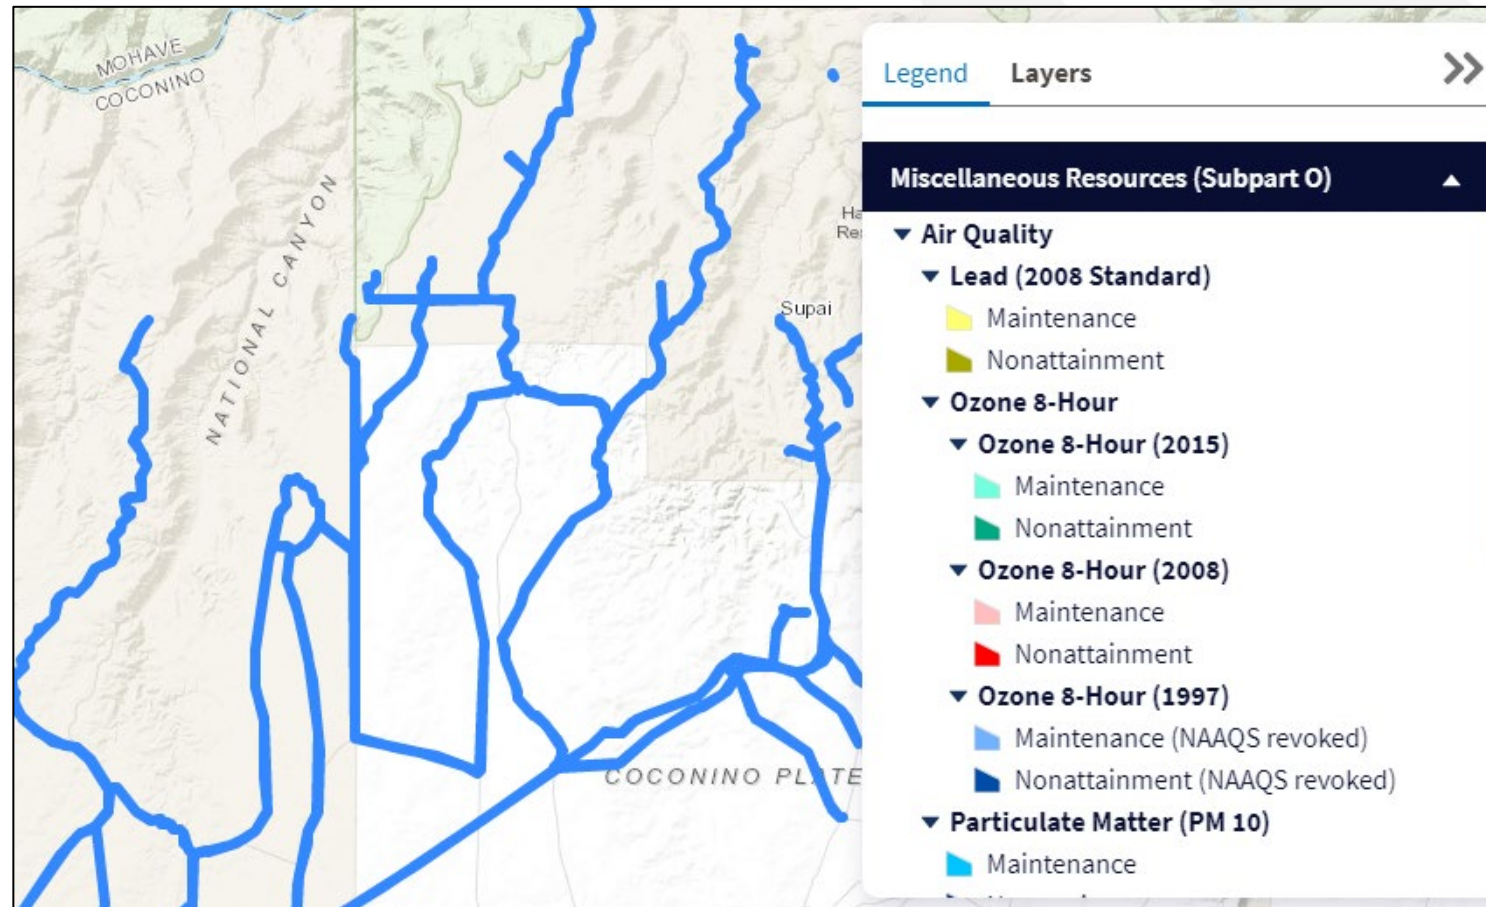 MOHAVE
COCONINO
NATIONAL CANYON
Supai
COCONINO
Legend Layers
Miscellaneous Resources (Subpart O)
Air Quality
Lead (2008 Standard)
Maintenance
Nonattainment
Ozone 8-Hour
Ozone 8-Hour (2015)
Maintenance
Nonattainment
Ozone 8-Hour (2008)
Maintenance
Nonattainment
Ozone 8-Hour (1997)
Maintenance (NAAQS revoked)
Nonattainment (NAAQS revoked)
Particulate Matter (PM 10)
Maintenance